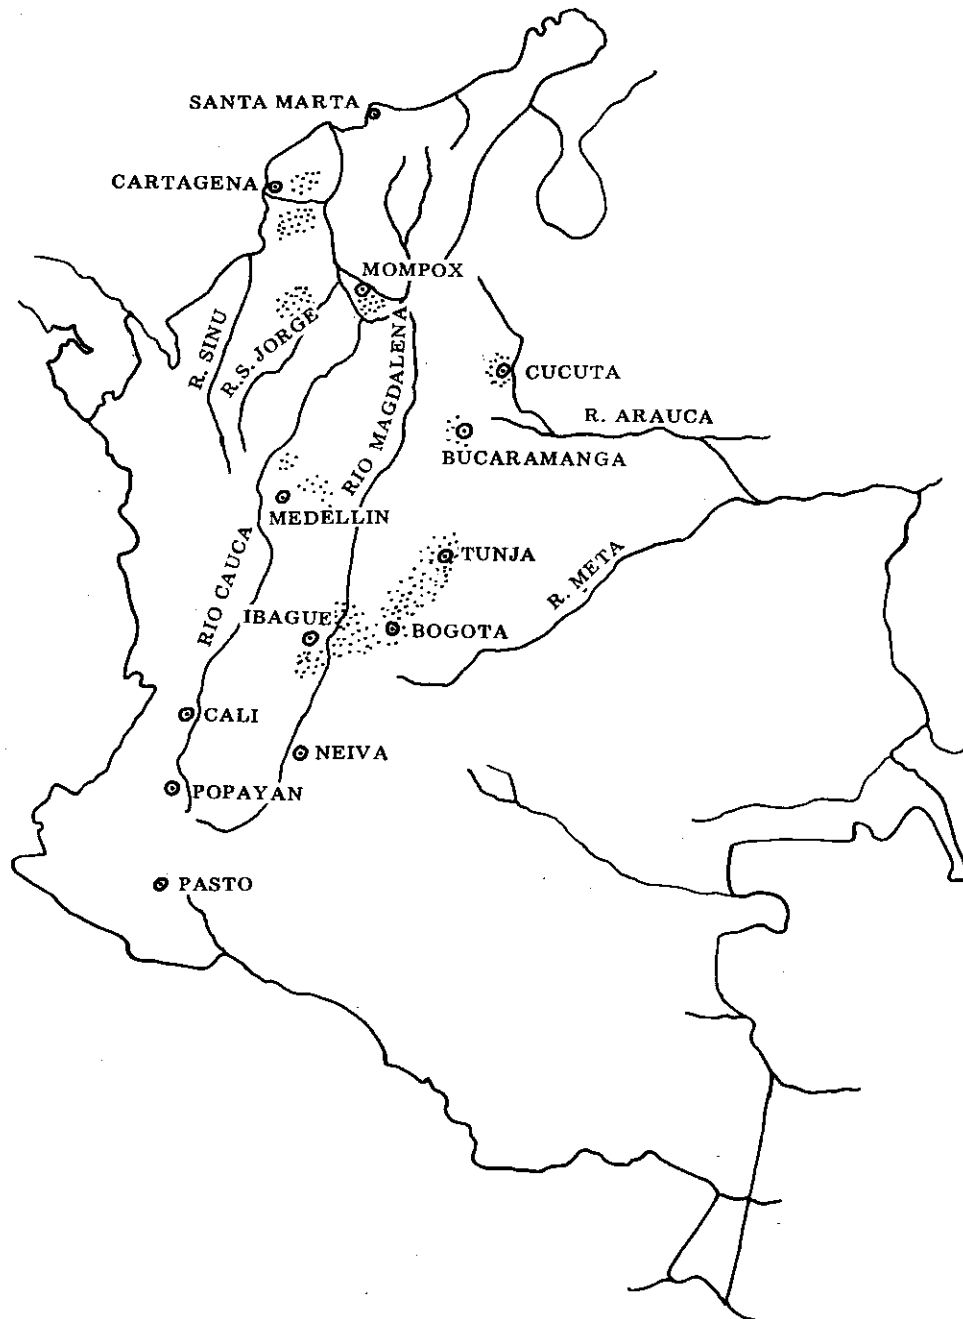 SANTA MARTA
CARTAGENA
MOMPOX
R. SINU
R.S. JORGE
RIO MAGDALENA
CUCUTA
R. ARAUCA
BUCARAMANGA
MEDELLIN
RIO CAUCA
TUNJA
R. META
IBAGUE
BOGOTA
CALI
NEIVA
POPAYAN
PASTO